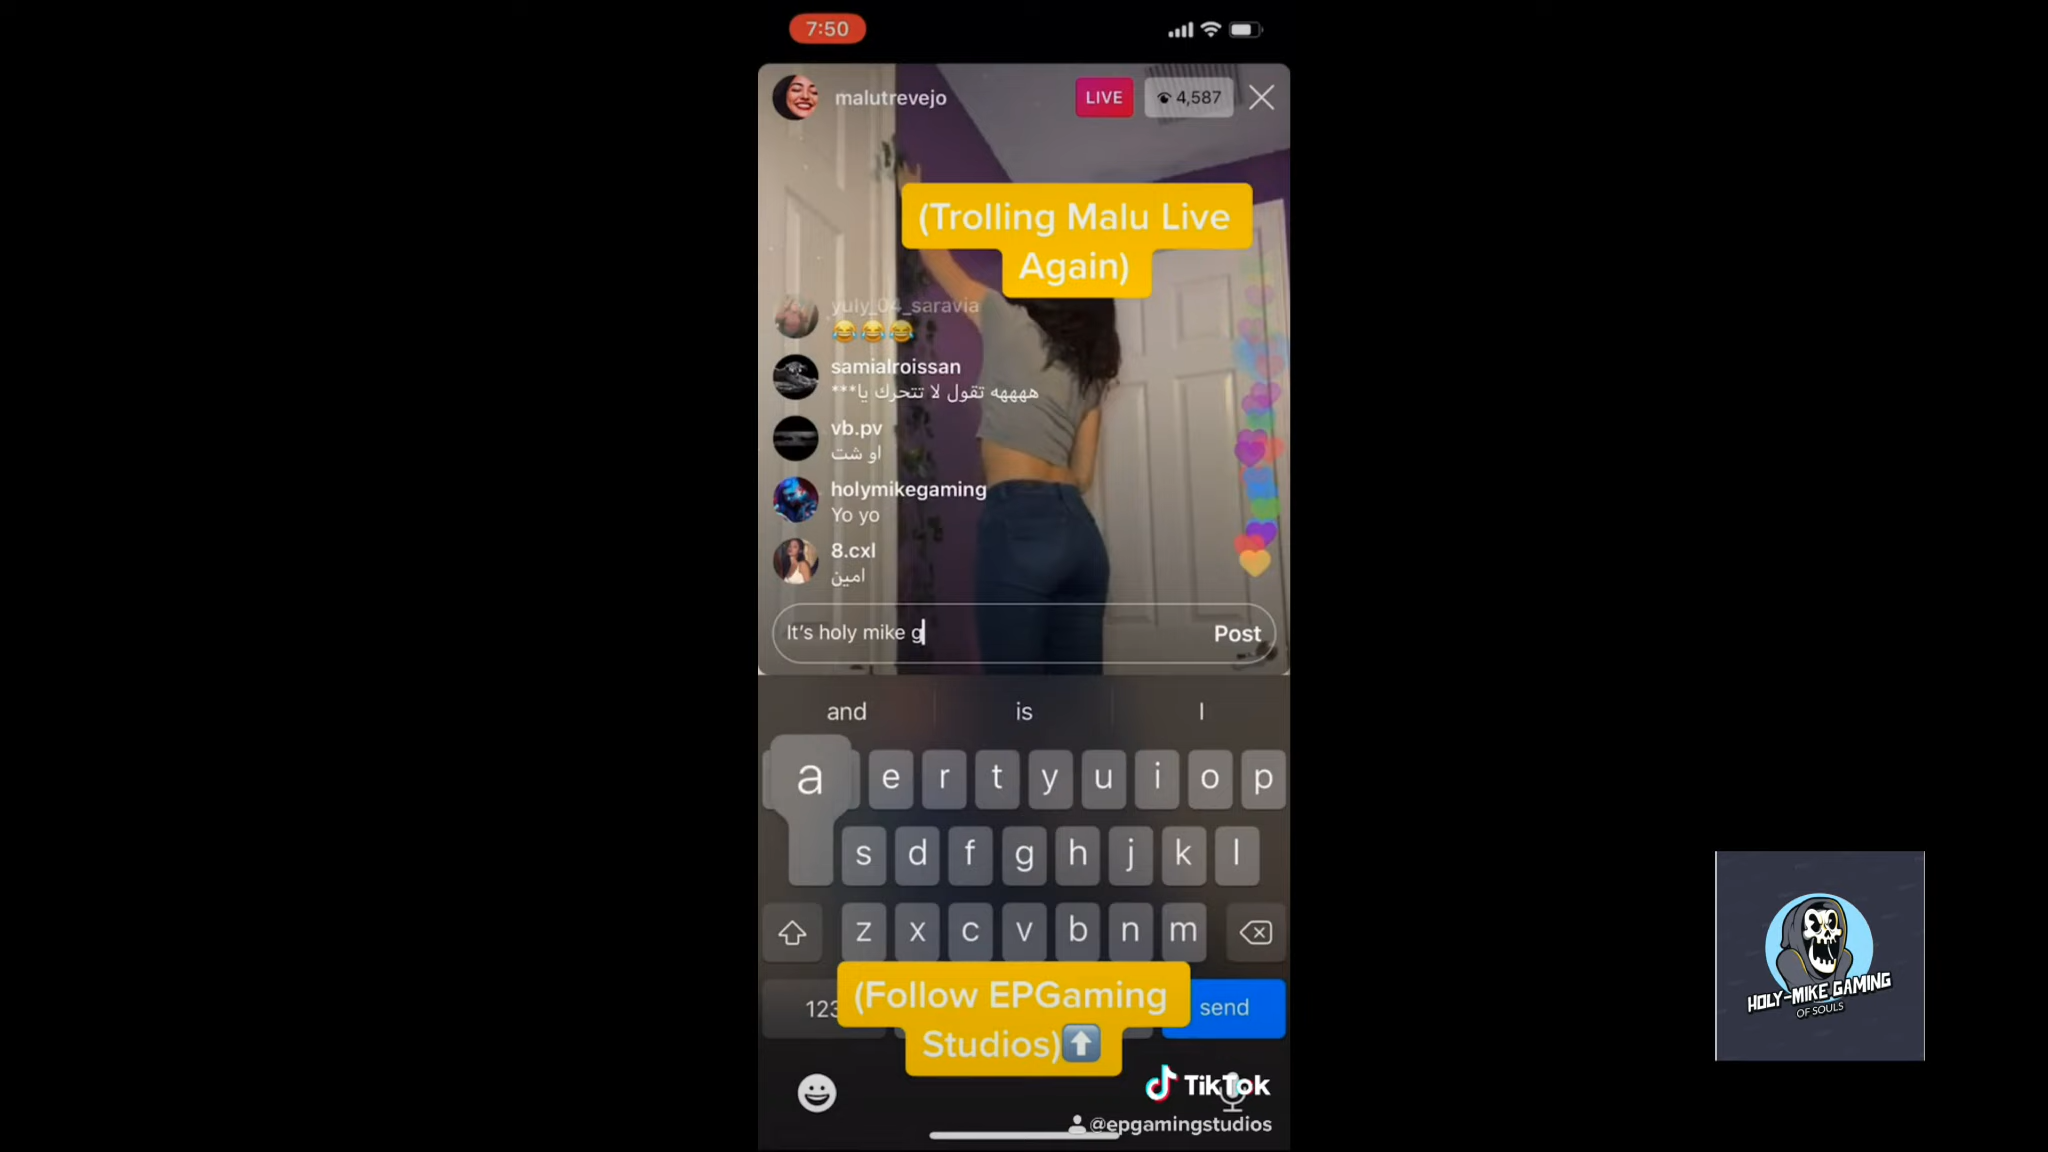 7:50
malutrevejo
LIVE
4,587
(Trolling Malu Live
Again)
yuly_04_saravia
😂😂😂
samialroissan
ههههه تقول لا تتحرك يا***
vb.pv
او شت
holymikegaming
Yo yo
8.cxl
امين
It's holy mike g
Post
and is I
a e r t y u i o p
s d f g h j k l
z x c v b n m
123
(Follow EPGaming
Studios)⬆️
send
TikTok
@epgamingstudios
HOLY-MIKE GAMING
OF SOULS